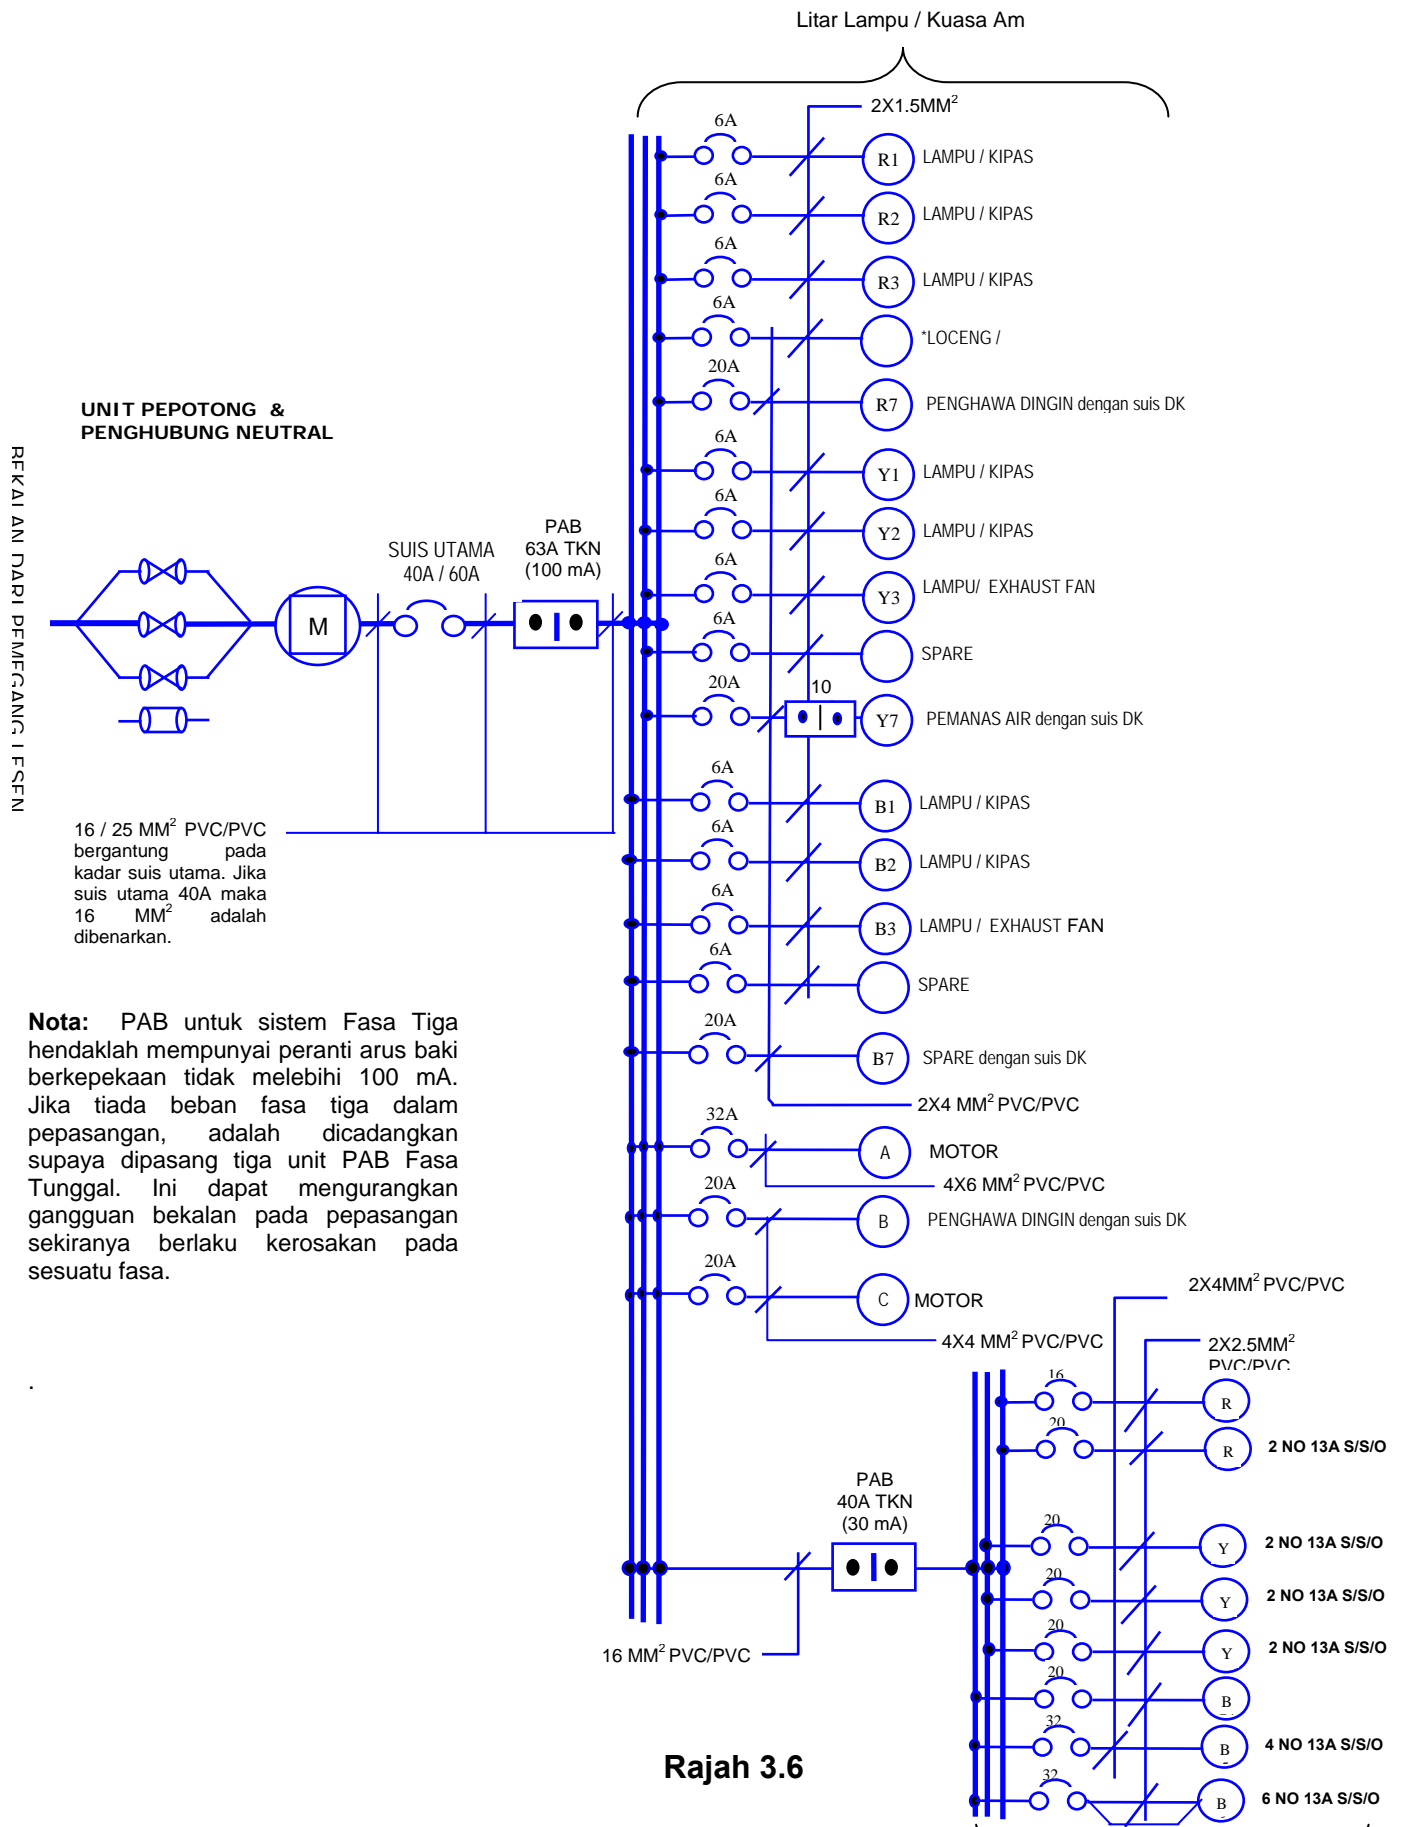 Litar Lampu / Kuasa Am
2X1.5MM²
6A
R1 LAMPU / KIPAS
6A
R2 LAMPU / KIPAS
6A
R3 LAMPU / KIPAS
6A
*LOCENG /
20A
R7 PENGHAWA DINGIN dengan suis DK
UNIT PEPOTONG &
PENGHUBUNG NEUTRAL
BEKALAN DARI PEMEGANG LESEN
6A
Y1 LAMPU / KIPAS
6A
Y2 LAMPU / KIPAS
PAB
63A TKN
(100 mA)
SUIS UTAMA
40A / 60A
M
6A
Y3 LAMPU/ EXHAUST FAN
6A
SPARE
20A
10
Y7 PEMANAS AIR dengan suis DK
6A
B1 LAMPU / KIPAS
6A
B2 LAMPU / KIPAS
6A
B3 LAMPU / EXHAUST FAN
6A
SPARE
20A
B7 SPARE dengan suis DK
2X4 MM² PVC/PVC
16 / 25 MM² PVC/PVC
bergantung pada
kadar suis utama. Jika
suis utama 40A maka
16 MM² adalah
dibenarkan.
Nota: PAB untuk sistem Fasa Tiga
hendaklah mempunyai peranti arus baki
berkepekaan tidak melebihi 100 mA.
Jika tiada beban fasa tiga dalam
pepasangan, adalah dicadangkan
supaya dipasang tiga unit PAB Fasa
Tunggal. Ini dapat mengurangkan
gangguan bekalan pada pepasangan
sekiranya berlaku kerosakan pada
sesuatu fasa.
.
32A
A MOTOR
4X6 MM² PVC/PVC
20A
B PENGHAWA DINGIN dengan suis DK
20A
C MOTOR
4X4 MM² PVC/PVC
2X4MM² PVC/PVC
2X2.5MM²
PVC/PVC
16
R
20
R 2 NO 13A S/S/O
PAB
40A TKN
(30 mA)
20
Y 2 NO 13A S/S/O
20
Y 2 NO 13A S/S/O
20
Y 2 NO 13A S/S/O
16 MM² PVC/PVC
20
B
32
B 4 NO 13A S/S/O
32
B 6 NO 13A S/S/O
Rajah 3.6